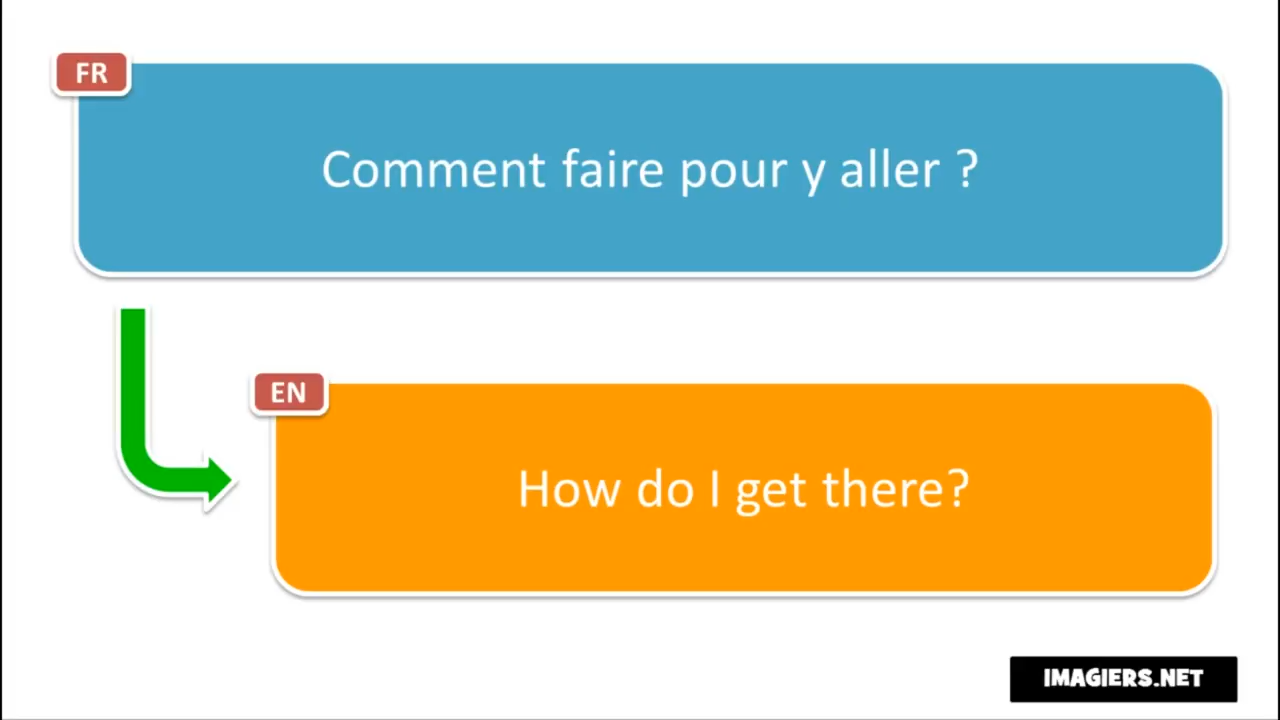 FR
Comment faire pour y aller ?
EN
How do I get there?
IMAGIERS.NET